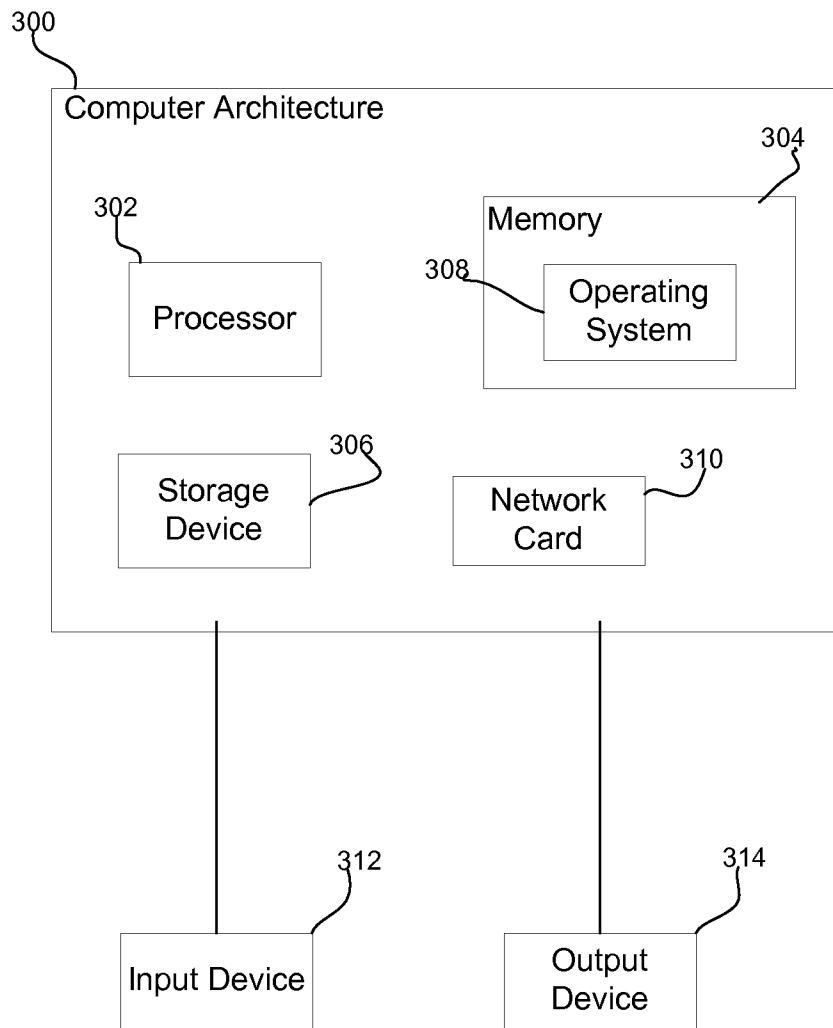 300
Computer Architecture
304
302
Memory
308
Operating
System
Processor
306
310
Storage
Device
Network
Card
312
314
Input Device
Output
Device